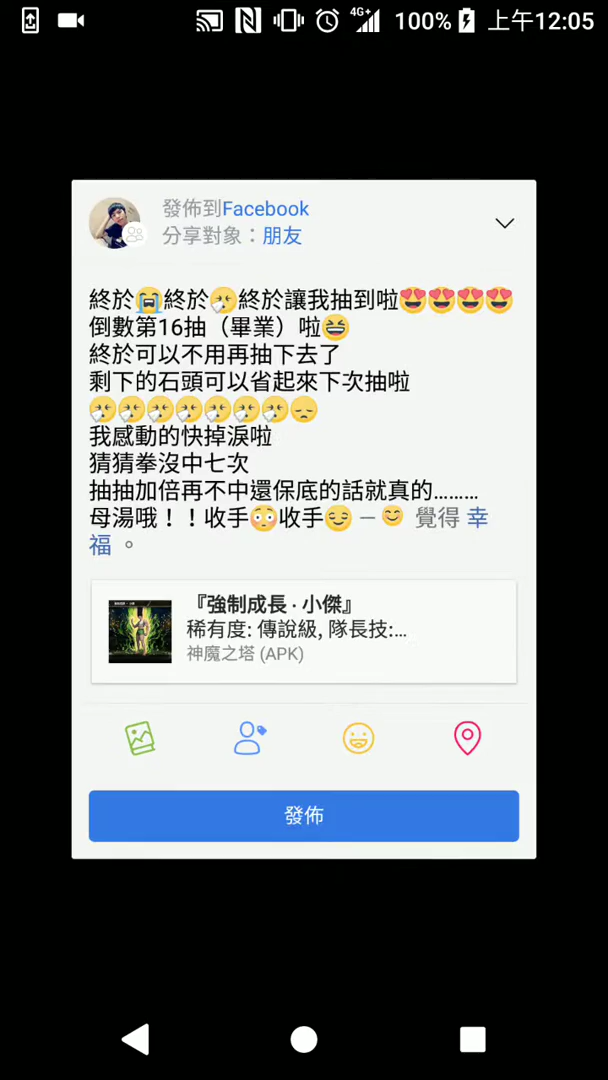 4G+ 100% 上午12:05
發佈到Facebook
分享對象：朋友
終於😭終於🤧終於讓我抽到啦😍😍😍😍
倒數第16抽（畢業）啦😆
終於可以不用再抽下去了
剩下的石頭可以省起來下次抽啦
🤧🤧🤧🤧🤧🤧🤧😞
我感動的快掉淚啦
猜猜拳沒中七次
抽抽加倍再不中還保底的話就真的………
母湯哦！！收手😳收手😌 — 😊 覺得 幸
福 。
『強制成長 · 小傑』
稀有度: 傳說級, 隊長技:...
神魔之塔 (APK)
發佈